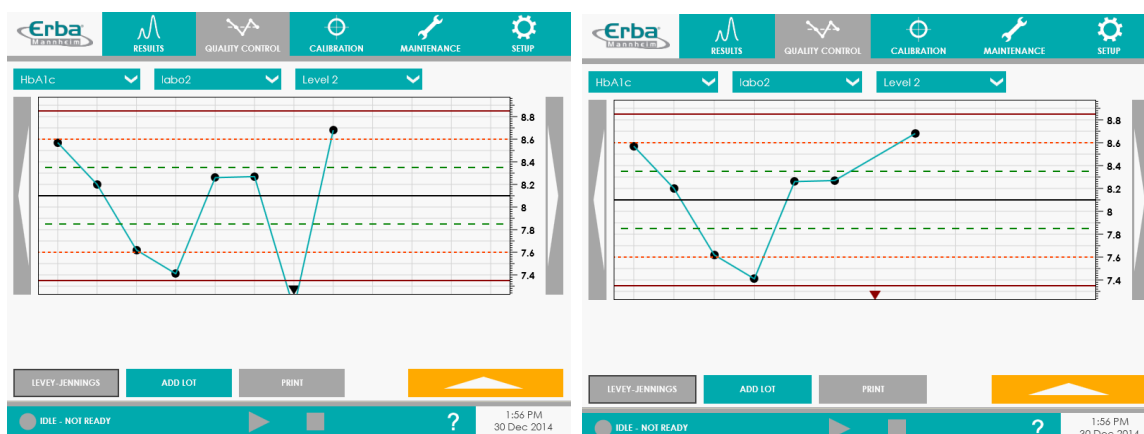 Erba
Mannheim
RESULTS
QUALITY CONTROL
CALIBRATION
MAINTENANCE
SETUP
HbA1c
labo2
Level 2
8.8
8.6
8.4
8.2
8
7.8
7.6
7.4
LEVEY-JENNINGS
ADD LOT
PRINT
IDLE - NOT READY
?
1:56 PM
30 Dec 2014
Erba
Mannheim
RESULTS
QUALITY CONTROL
CALIBRATION
MAINTENANCE
SETUP
HbA1c
labo2
Level 2
8.8
8.6
8.4
8.2
8
7.8
7.6
7.4
LEVEY-JENNINGS
ADD LOT
PRINT
IDLE - NOT READY
?
1:56 PM
30 Dec 2014